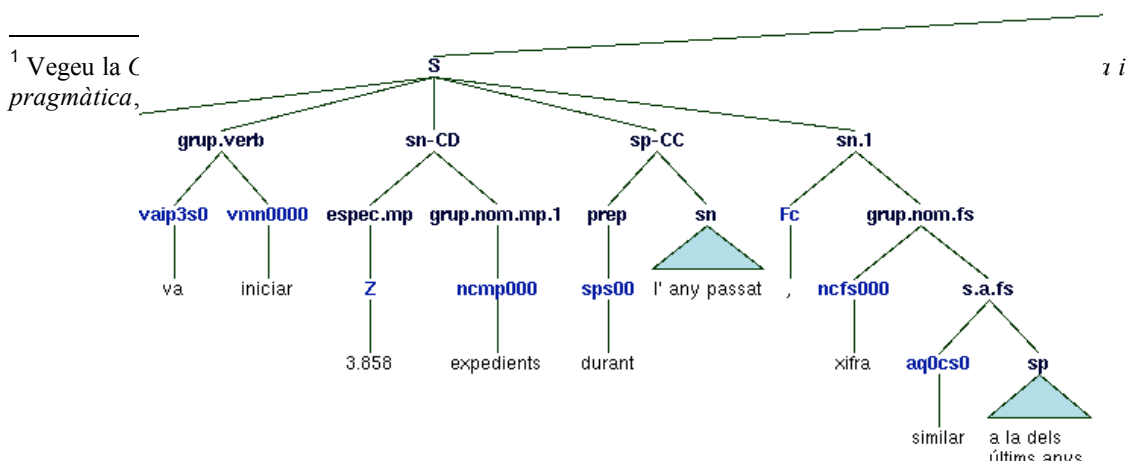 S
¹ Vegeu la
a i
pragmàtica,
grup.verb sn-CD sp-CC sn.1
vaip3s0 vmn0000 espec.mp grup.nom.mp.1 prep sn Fc grup.nom.fs
va iniciar Z ncmp000 sps00 l' any passat , ncfs000 s.a.fs
3.858 expedients durant xifra aq0cs0 sp
similar a la dels
últims anys